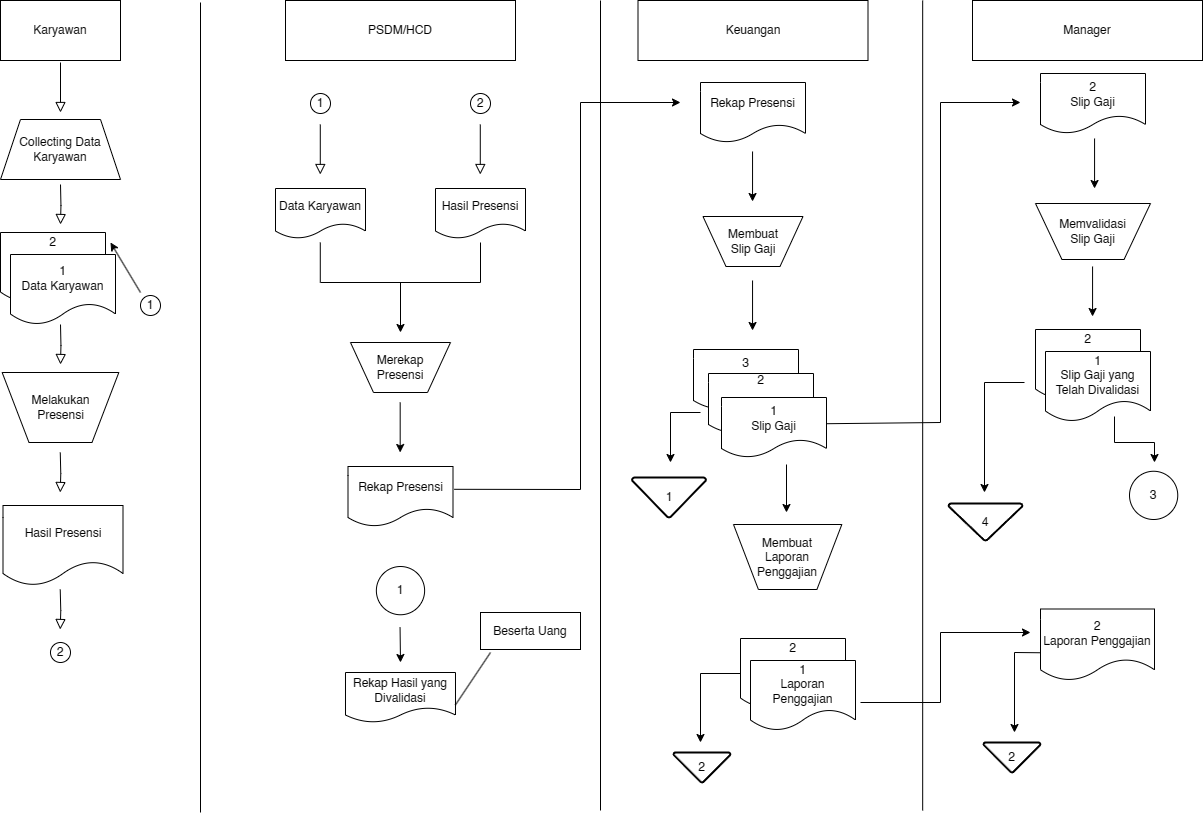 Karyawan
Collecting Data
Karyawan
2
1
Data Karyawan
1
Melakukan
Presensi
Hasil Presensi
2
PSDM/HCD
1
2
Data Karyawan
Hasil Presensi
Merekap
Presensi
Rekap Presensi
1
Beserta Uang
Rekap Hasil yang
Divalidasi
Keuangan
Rekap Presensi
Membuat
Slip Gaji
3
2
1
Slip Gaji
1
Membuat
Laporan
Penggajian
2
1
Laporan
Penggajian
2
Manager
2
Slip Gaji
Memvalidasi
Slip Gaji
2
1
Slip Gaji yang
Telah Divalidasi
4
3
2
Laporan Penggajian
2